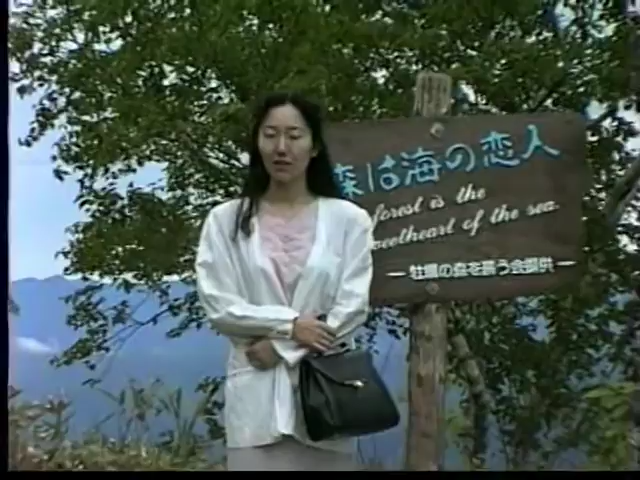 森は海の恋人
forest is the
sweetheart of the sea.
― 牡蠣の森を慕う会提供 ―